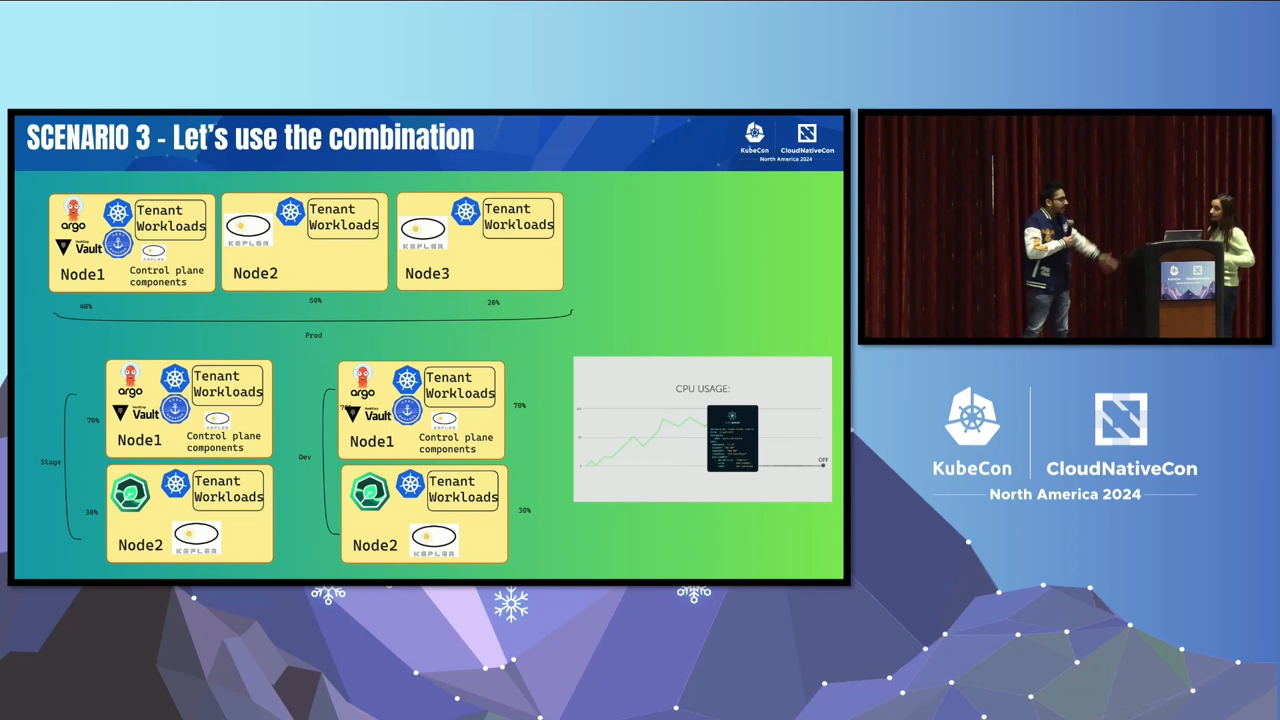 SCENARIO 3 - Let's use the combination
KubeCon
CloudNativeCon
North America 2024
argo
Tenant
Workloads
Vault
KEPLER
Node1
Control plane
components
KEPLER
Tenant
Workloads
Node2
KEPLER
Tenant
Workloads
Node3
40%
50%
20%
Prod
argo
Tenant
Workloads
Vault
KEPLER
Node1
Control plane
components
70%
Stage
30%
Tenant
Workloads
Node2
KEPLER
argo
Tenant
Workloads
Vault
KEPLER
Node1
Control plane
components
70%
Dev
30%
Tenant
Workloads
Node2
KEPLER
CPU USAGE:
OFF
KubeCon
CloudNativeCon
North America 2024